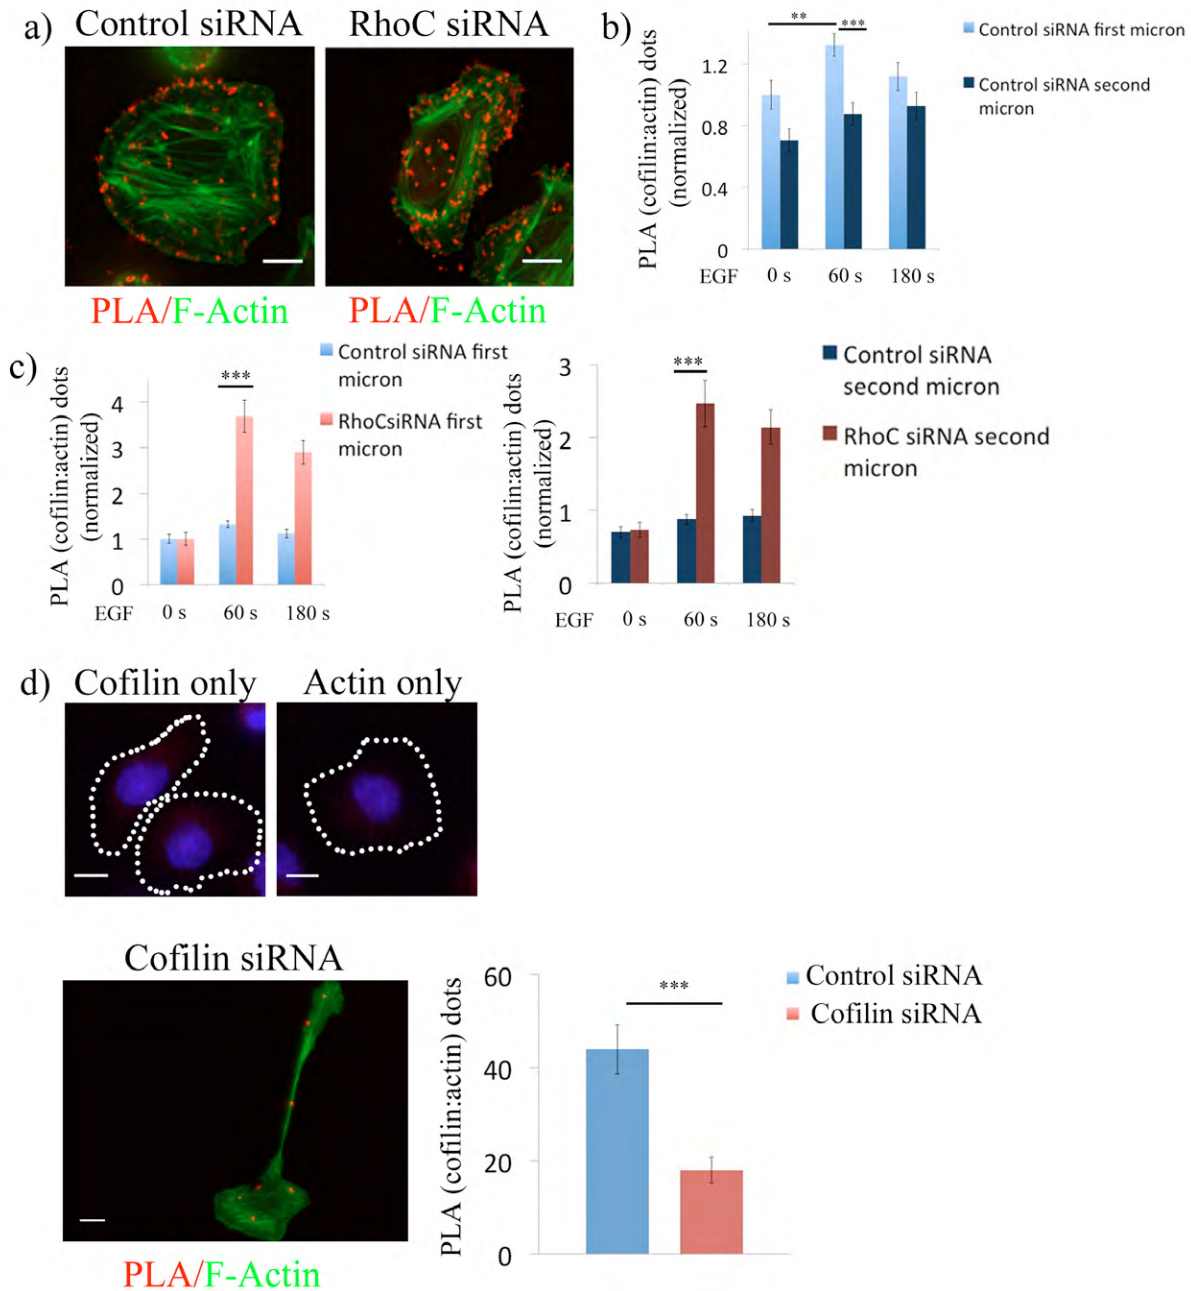 a)
Control siRNA
RhoC siRNA
PLA/F-Actin
PLA/F-Actin
b)
PLA (cofilin:actin) dots
(normalized)
1.2
0.8
0.4
0
**
***
EGF
0 s
60 s
180 s
Control siRNA first micron
Control siRNA second
micron
c)
PLA (cofilin:actin) dots
(normalized)
4
3
2
1
0
***
EGF
0 s
60 s
180 s
Control siRNA first
micron
RhoCsiRNA first
micron
PLA (cofilin:actin) dots
(normalized)
3
2
1
0
***
EGF
0 s
60 s
180 s
Control siRNA
second micron
RhoC siRNA second
micron
d)
Cofilin only
Actin only
Cofilin siRNA
PLA/F-Actin
PLA (cofilin:actin) dots
60
40
20
0
***
Control siRNA
Cofilin siRNA